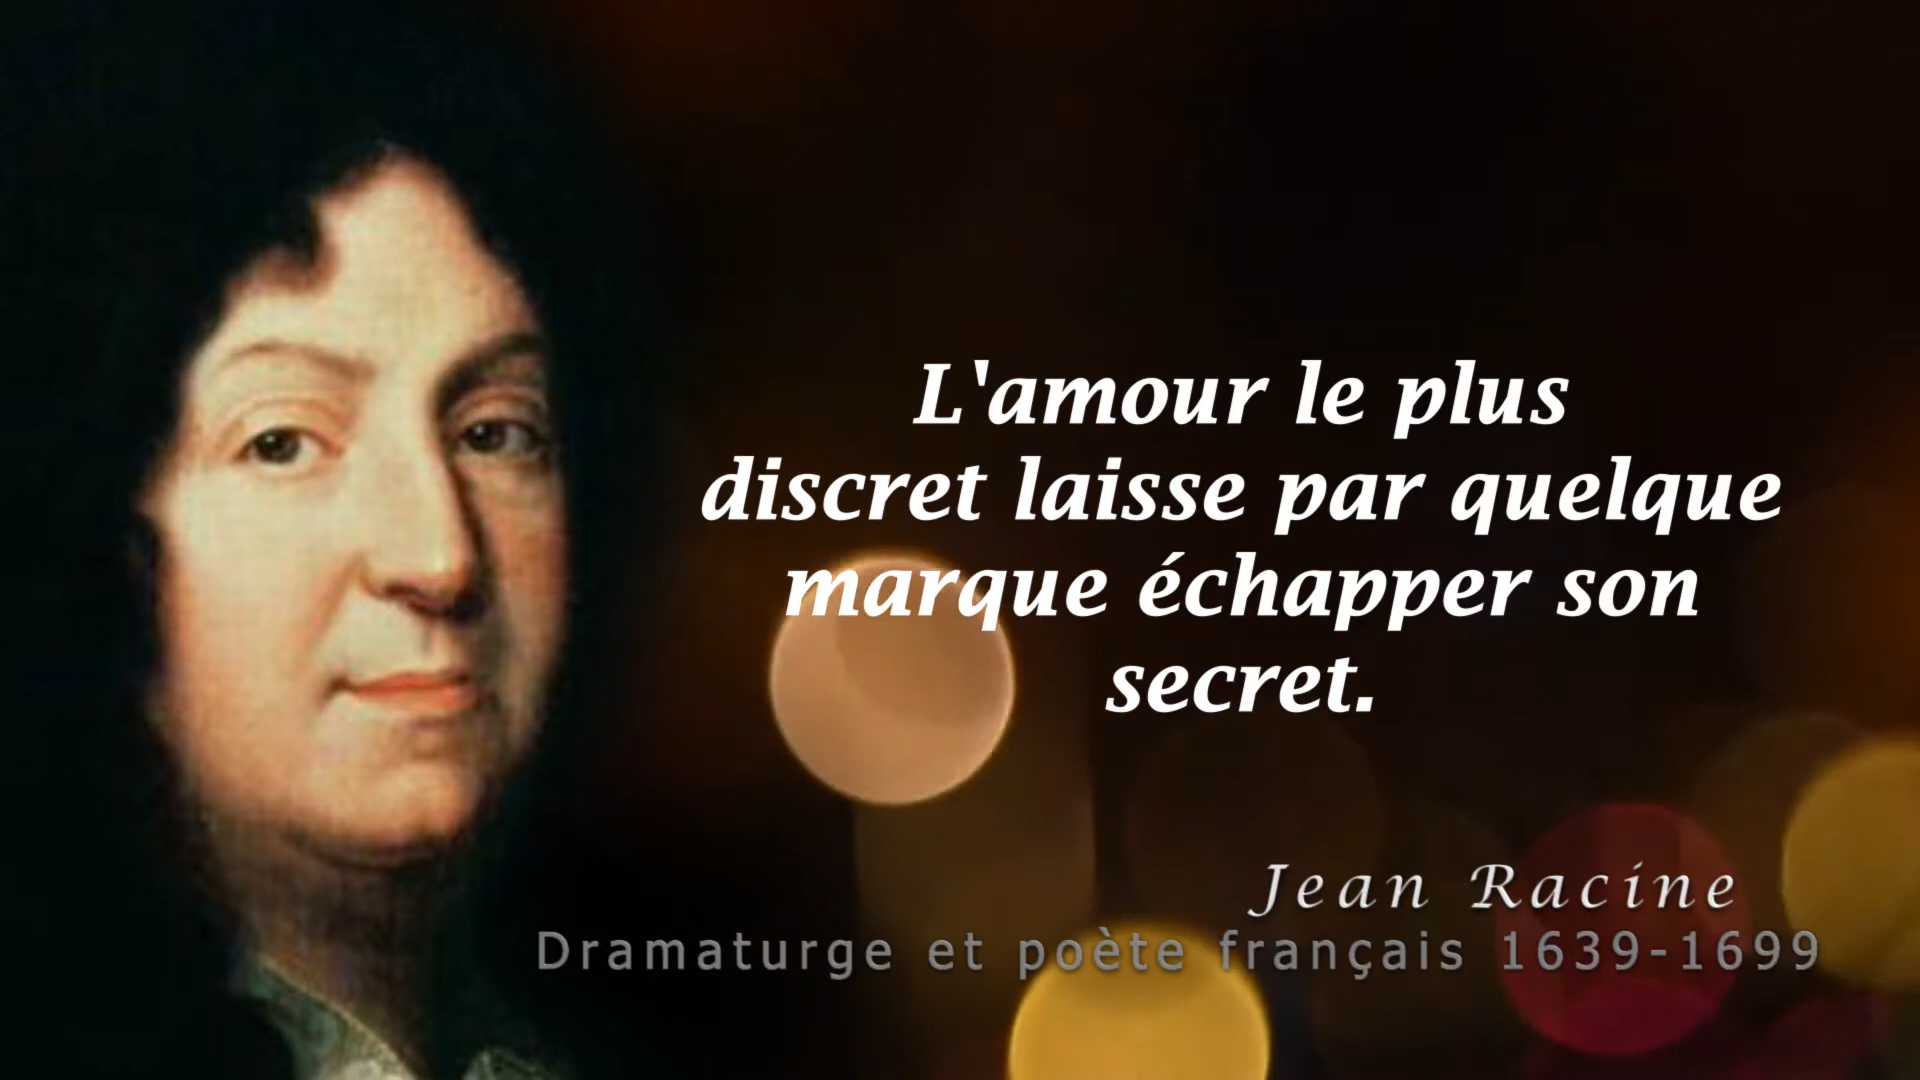 L'amour le plus
discret laisse par quelque
marque échapper son
secret.
Jean Racine
Dramaturge et poète français 1639-1699